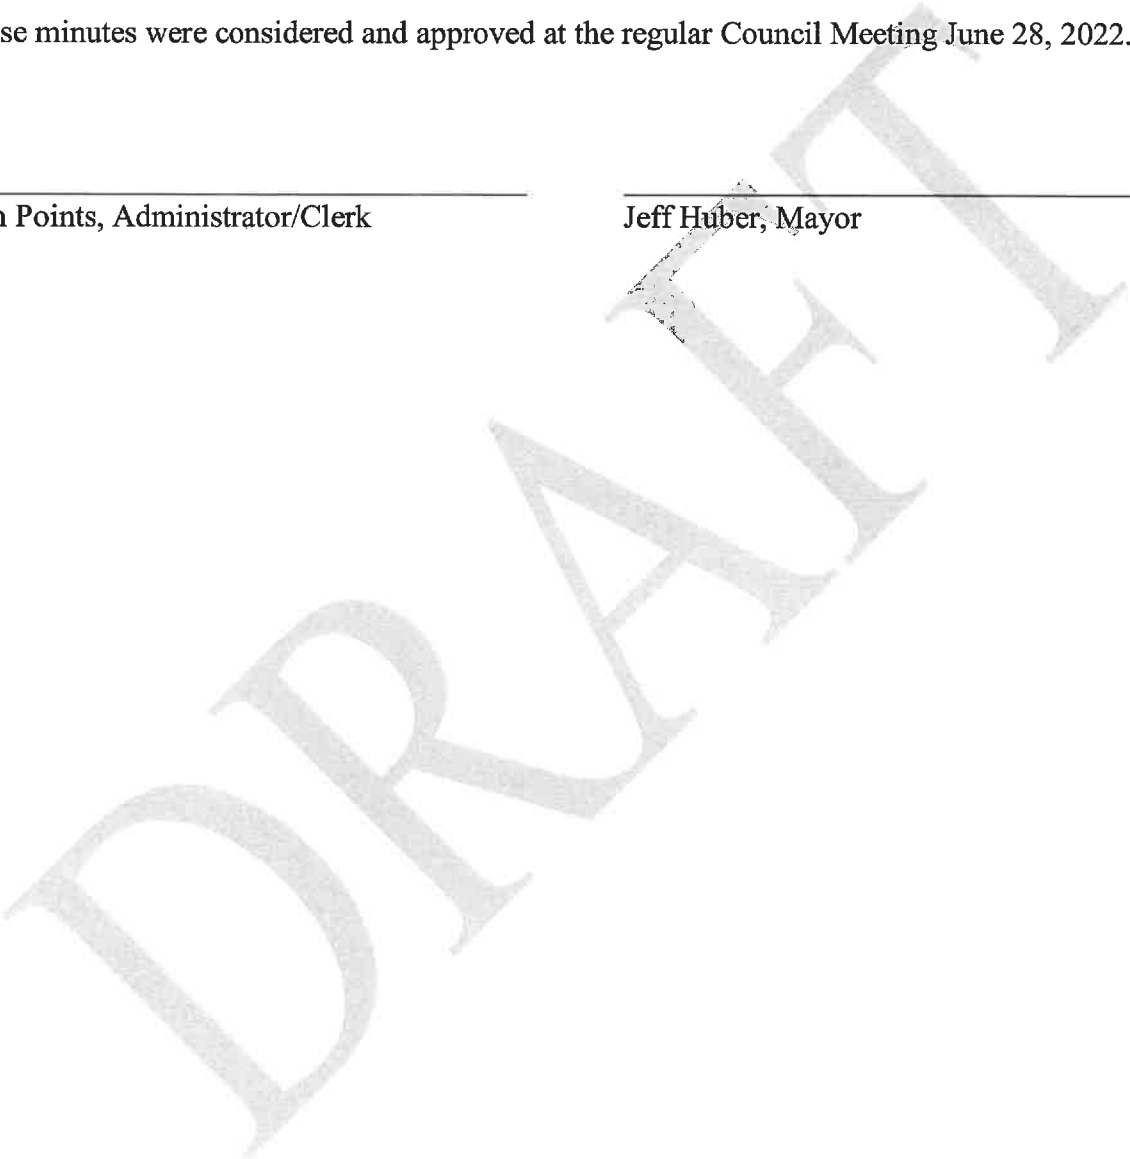 se minutes were considered and approved at the regular Council Meeting June 28, 2022.
n Points, Administrator/Clerk
Jeff Huber, Mayor
DRAFT